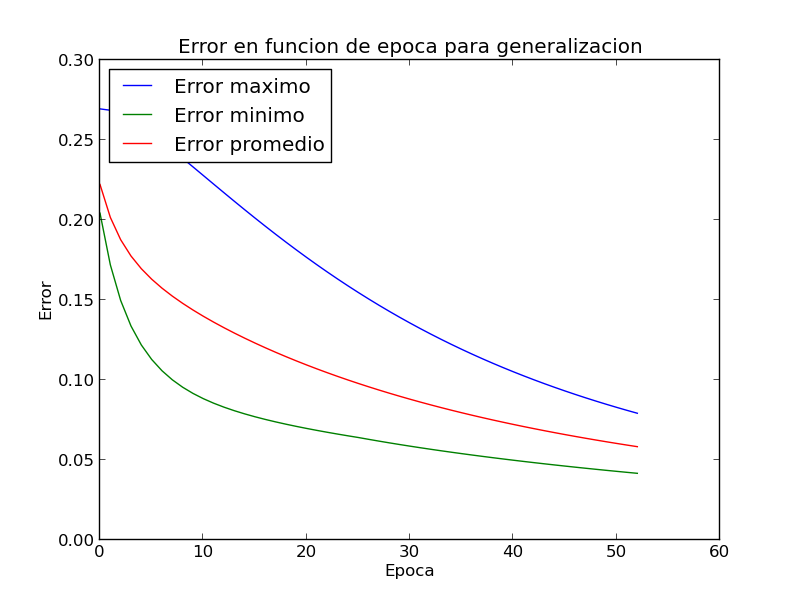 Error en funcion de epoca para generalizacion
Error maximo
Error minimo
Error promedio
0.30
0.25
0.20
0.15
0.10
0.05
0.00
Error
0 10 20 30 40 50 60
Epoca